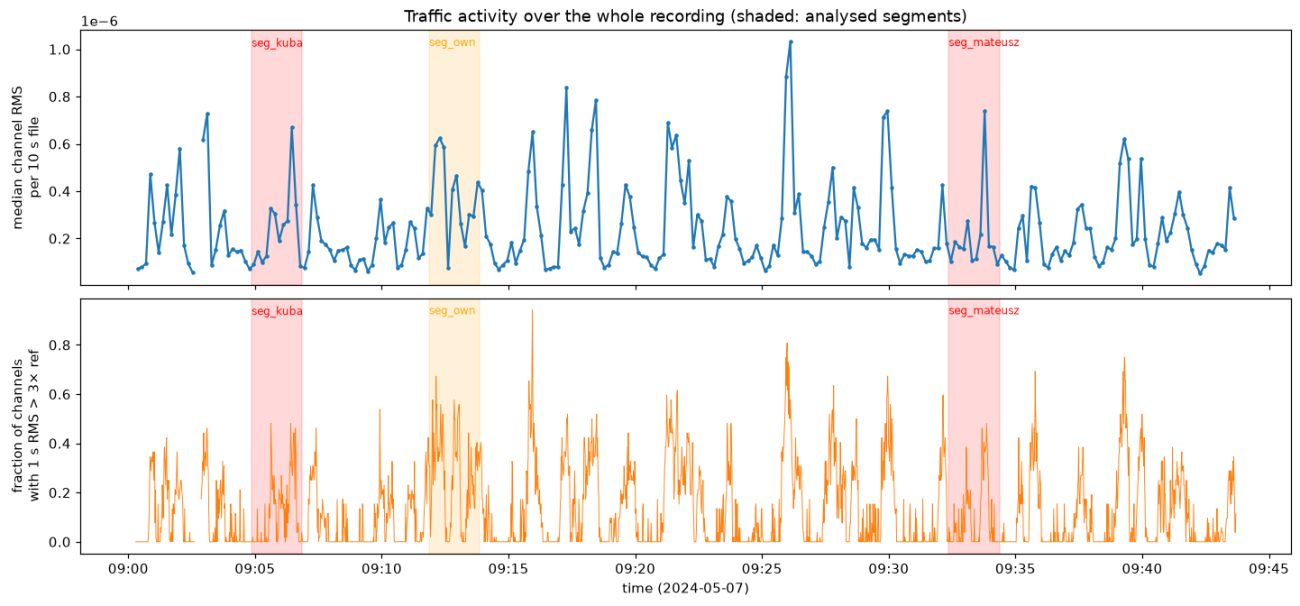 Traffic activity over the whole recording (shaded: analysed segments)
1e−6
seg_kuba
seg_own
seg_mateusz
1.0
0.8
0.6
0.4
0.2
median channel RMS
per 10 s file
seg_kuba
seg_own
seg_mateusz
0.8
0.6
0.4
0.2
0.0
fraction of channels
with 1 s RMS > 3× ref
09:00 09:05 09:10 09:15 09:20 09:25 09:30 09:35 09:40 09:45
time (2024-05-07)